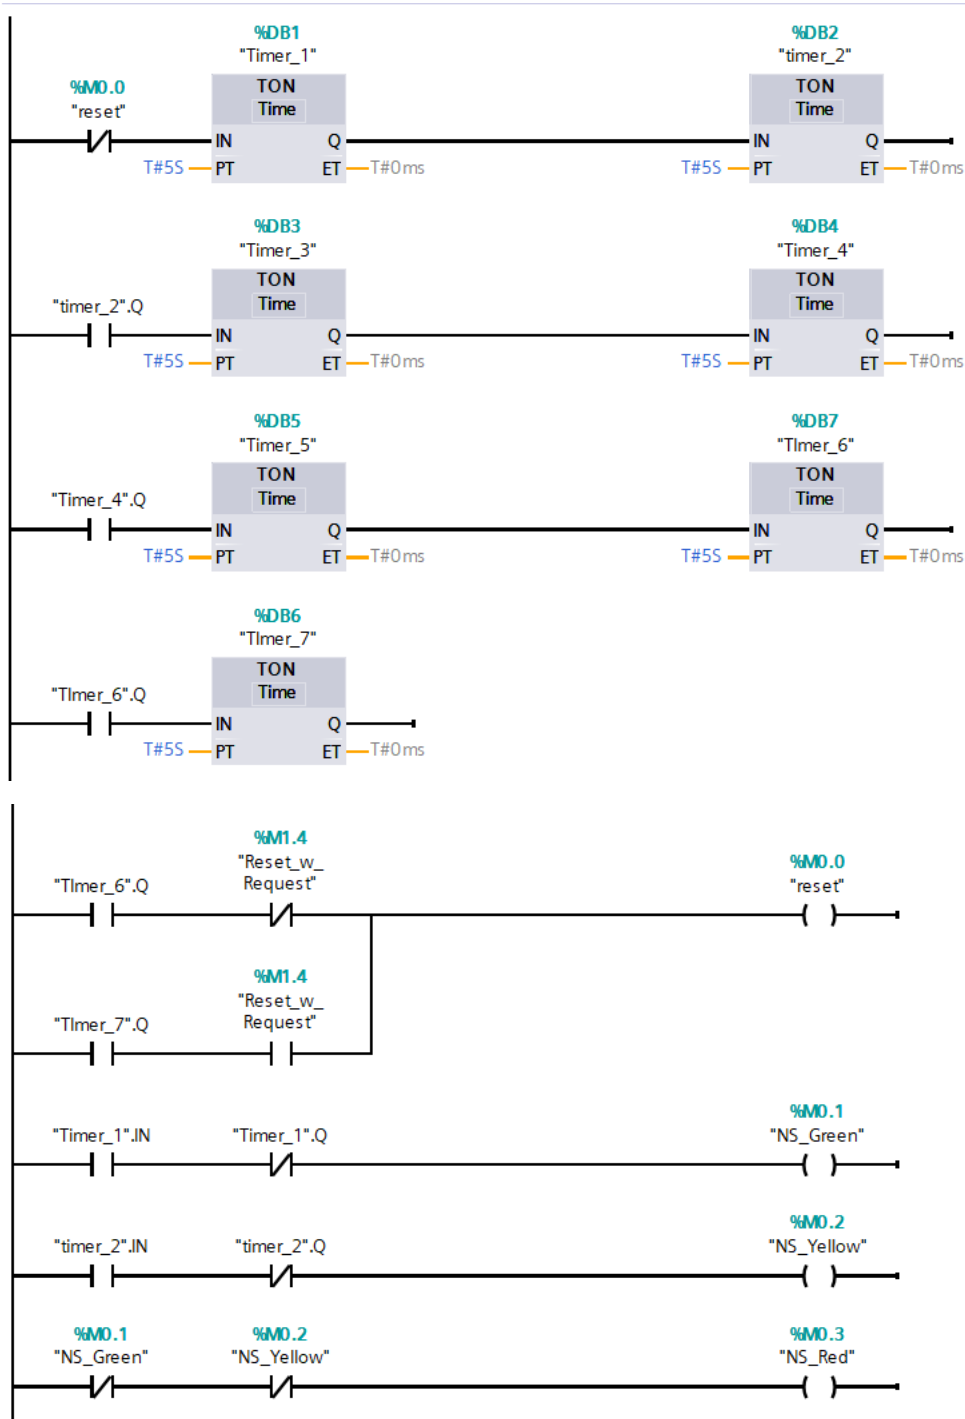 %DB1 %DB2
"Timer_1" "timer_2"
%M0.0 TON TON
"reset" Time Time
IN Q IN Q
T#5S PT ET T#0ms T#5S PT ET T#0ms
%DB3 %DB4
"Timer_3" "Timer_4"
TON TON
"timer_2".Q Time Time
IN Q IN Q
T#5S PT ET T#0ms T#5S PT ET T#0ms
%DB5 %DB7
"Timer_5" "TImer_6"
TON TON
"Timer_4".Q Time Time
IN Q IN Q
T#5S PT ET T#0ms T#5S PT ET T#0ms
%DB6
"TImer_7"
TON
"TImer_6".Q Time
IN Q
T#5S PT ET T#0ms
%M1.4
"Reset_w_ %M0.0
"TImer_6".Q Request" "reset"
%M1.4
"Reset_w_
"TImer_7".Q Request"
%M0.1
"Timer_1".IN "Timer_1".Q "NS_Green"
%M0.2
"timer_2".IN "timer_2".Q "NS_Yellow"
%M0.1 %M0.2 %M0.3
"NS_Green" "NS_Yellow" "NS_Red"